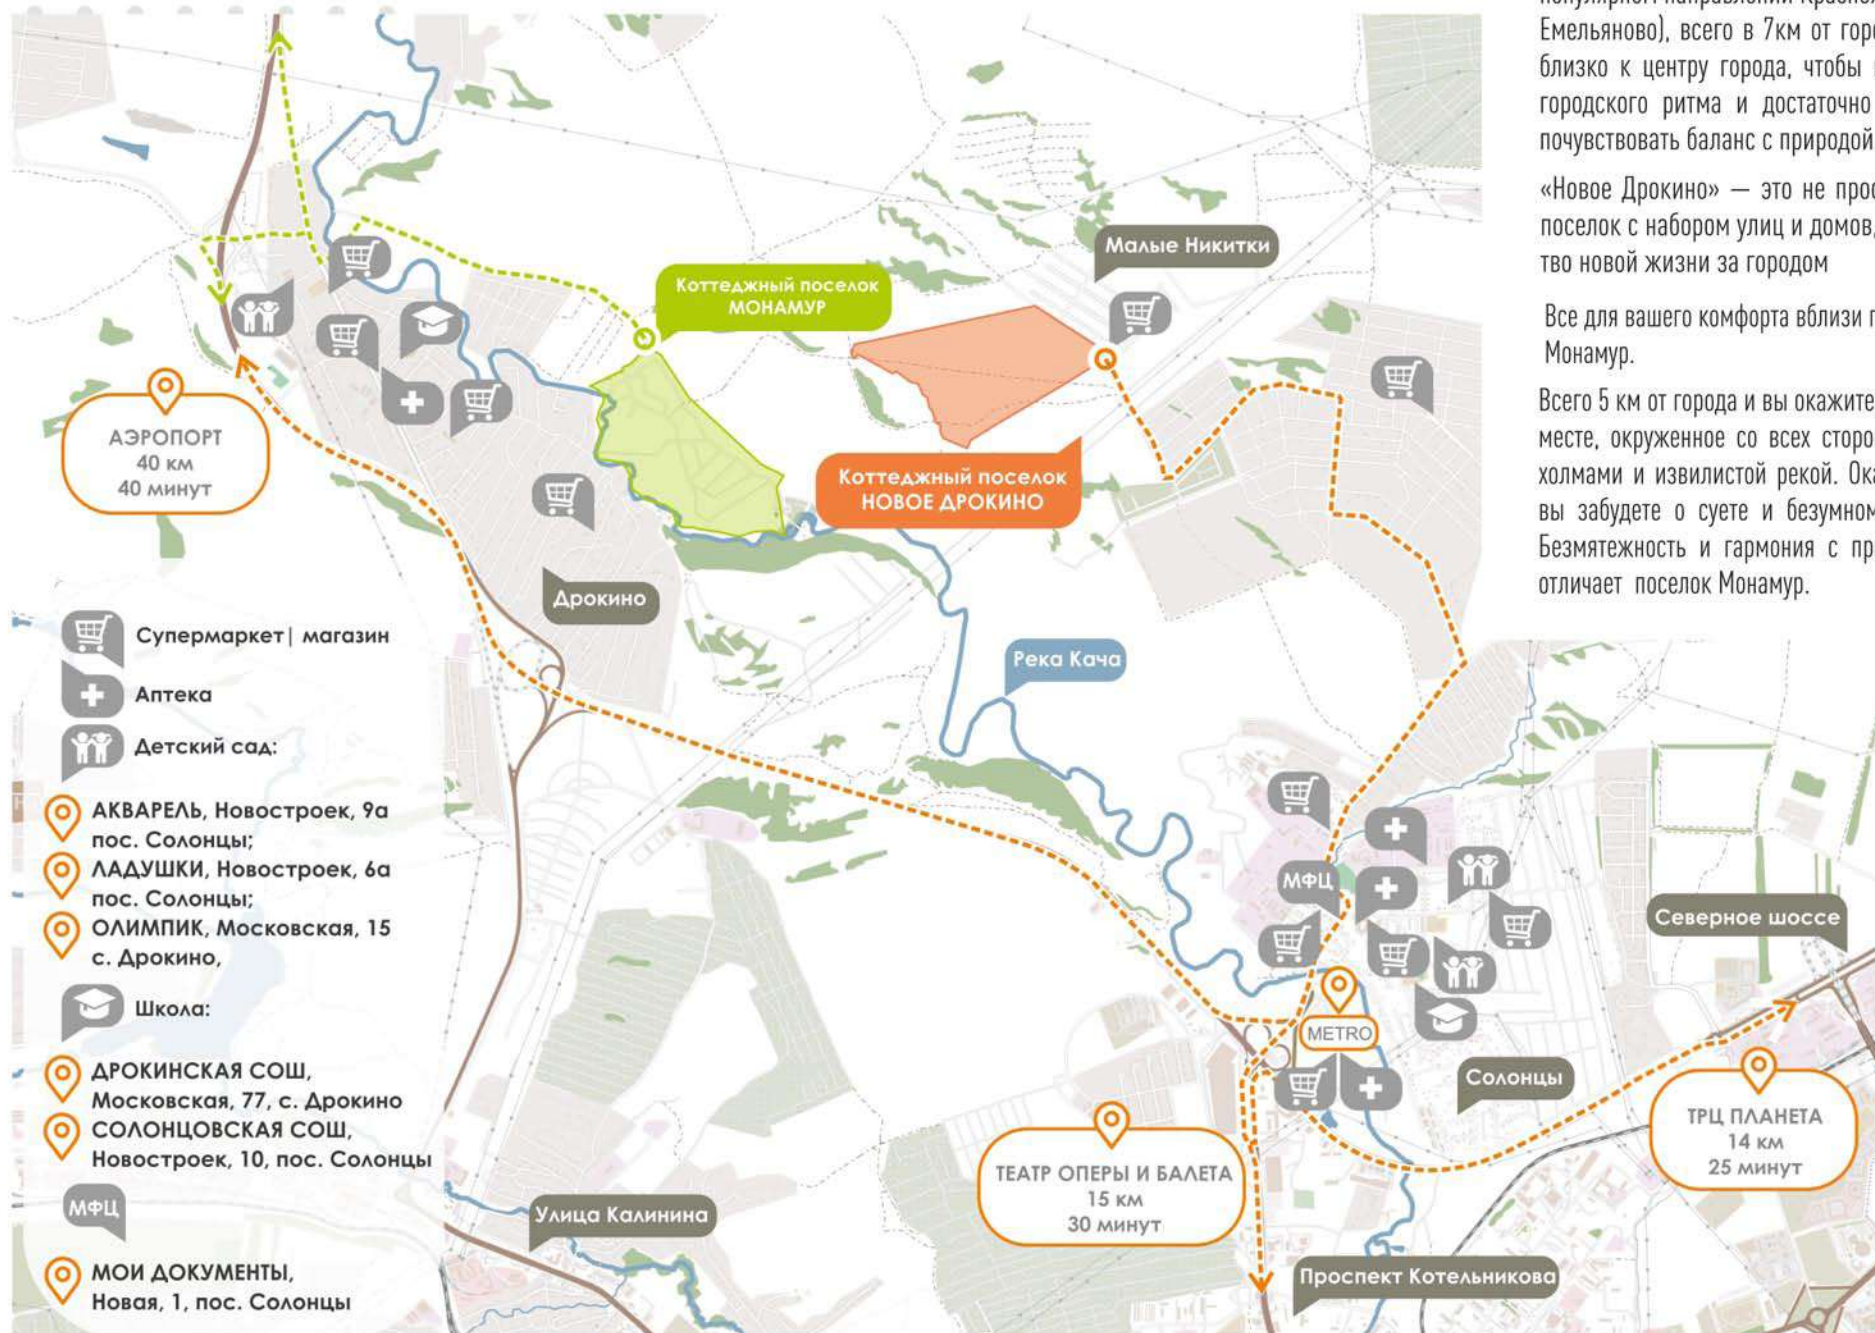 Емельяново), всего в 7км от
близко к центру города, чтобы
городского ритма и достаточно
почувствовать баланс с природой
«Новое Дрокино» — это не
поселок с набором улиц и домов,
тво новой жизни за городом
Все для вашего комфорта вблизи
Монамур.
Всего 5 км от города и вы окажите
месте, окруженное со всех
холмами и извилистой рекой.
вы забудете о суете и
Безмятежность и гармония с
отличает поселок Монамур.
Малые Никитки
Коттеджный поселок
МОНАМУР
АЭРОПОРТ
40 км
40 минут
Коттеджный поселок
НОВОЕ ДРОКИНО
Дрокино
Река Кача
Супермаркет| магазин
Аптека
Детский сад:
АКВАРЕЛЬ, Новостроек, 9а
пос. Солонцы;
ЛАДУШКИ, Новостроек, 6а
пос. Солонцы;
ОЛИМПИК, Московская, 15
с. Дрокино,
Школа:
ДРОКИНСКАЯ СОШ,
Московская, 77, с. Дрокино
СОЛОНЦОВСКАЯ СОШ,
Новостроек, 10, пос. Солонцы
МФЦ
МОИ ДОКУМЕНТЫ,
Новая, 1, пос. Солонцы
МФЦ
Северное шоссе
METRO
Солонцы
ТРЦ ПЛАНЕТА
14 км
25 минут
ТЕАТР ОПЕРЫ И БАЛЕТА
15 км
30 минут
Улица Калинина
Проспект Котельникова